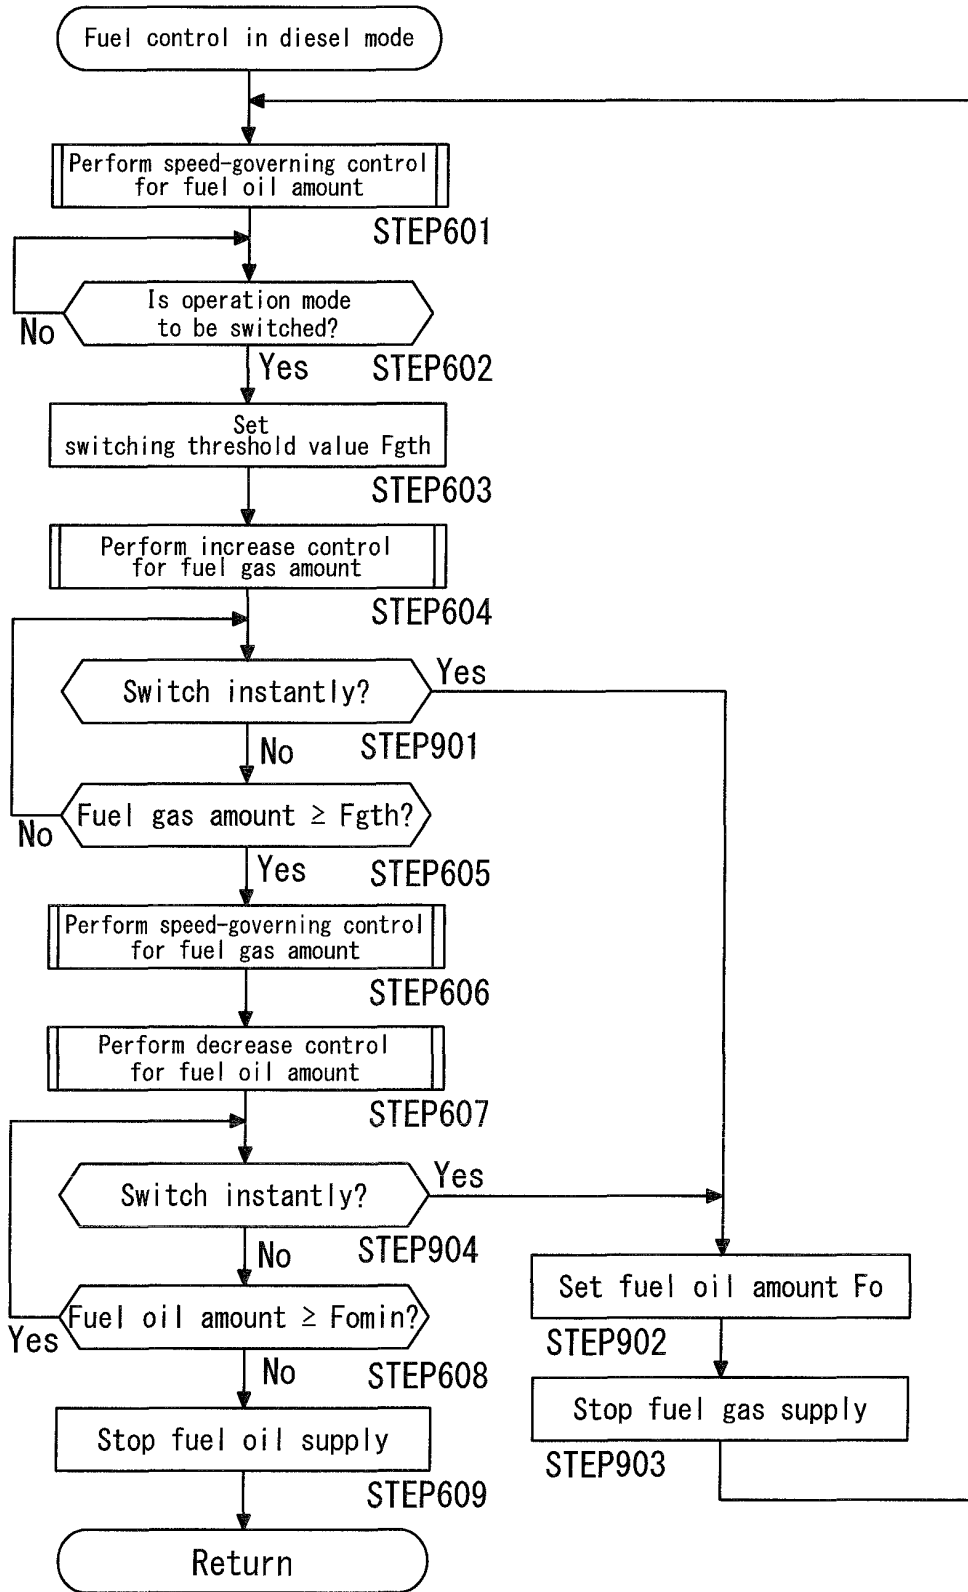 Fuel control in diesel mode
Perform speed-governing control
for fuel oil amount
STEP601
Is operation mode
to be switched?
No
Yes
STEP602
Set
switching threshold value Fgth
STEP603
Perform increase control
for fuel gas amount
STEP604
Switch instantly?
Yes
No
STEP901
Fuel gas amount ≥ Fgth?
No
Yes
STEP605
Perform speed-governing control
for fuel gas amount
STEP606
Perform decrease control
for fuel oil amount
STEP607
Switch instantly?
Yes
No
STEP904
Fuel oil amount ≥ Fomin?
Yes
No
STEP608
Stop fuel oil supply
STEP609
Return
Set fuel oil amount Fo
STEP902
Stop fuel gas supply
STEP903